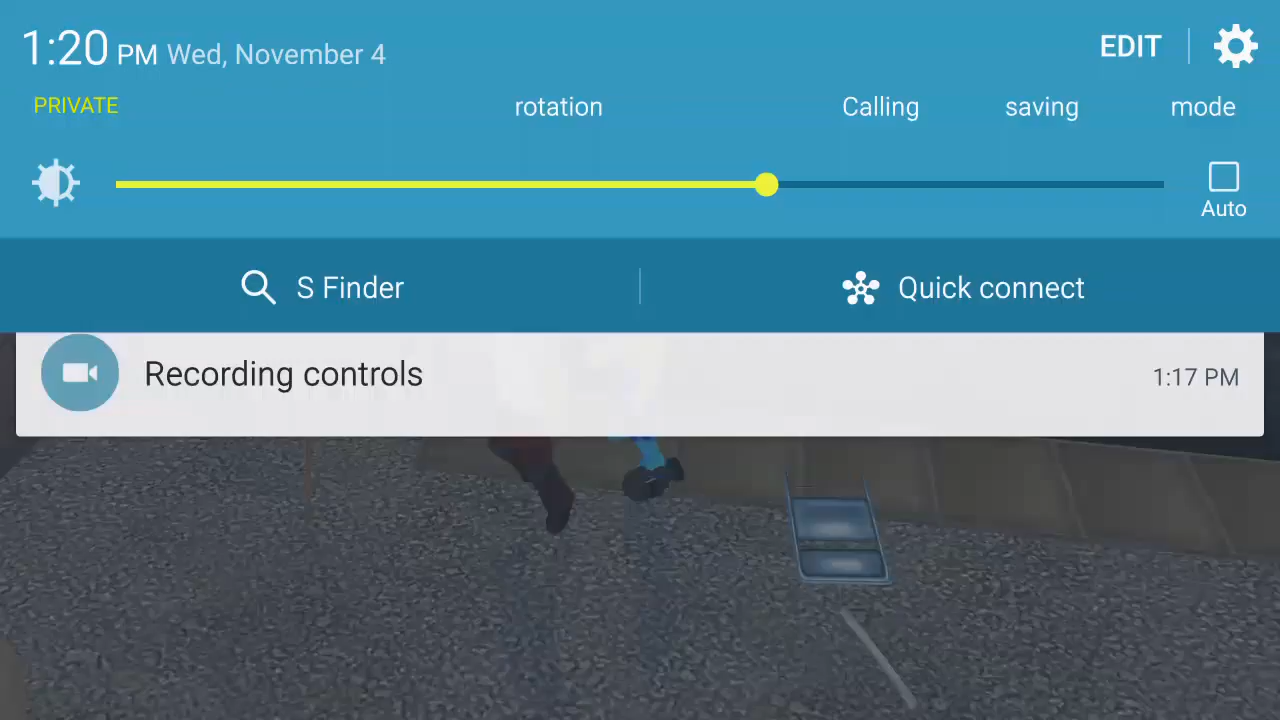 1:20 PM Wed, November 4
EDIT
PRIVATE
rotation
Calling
saving
mode
Auto
S Finder
Quick connect
Recording controls
1:17 PM